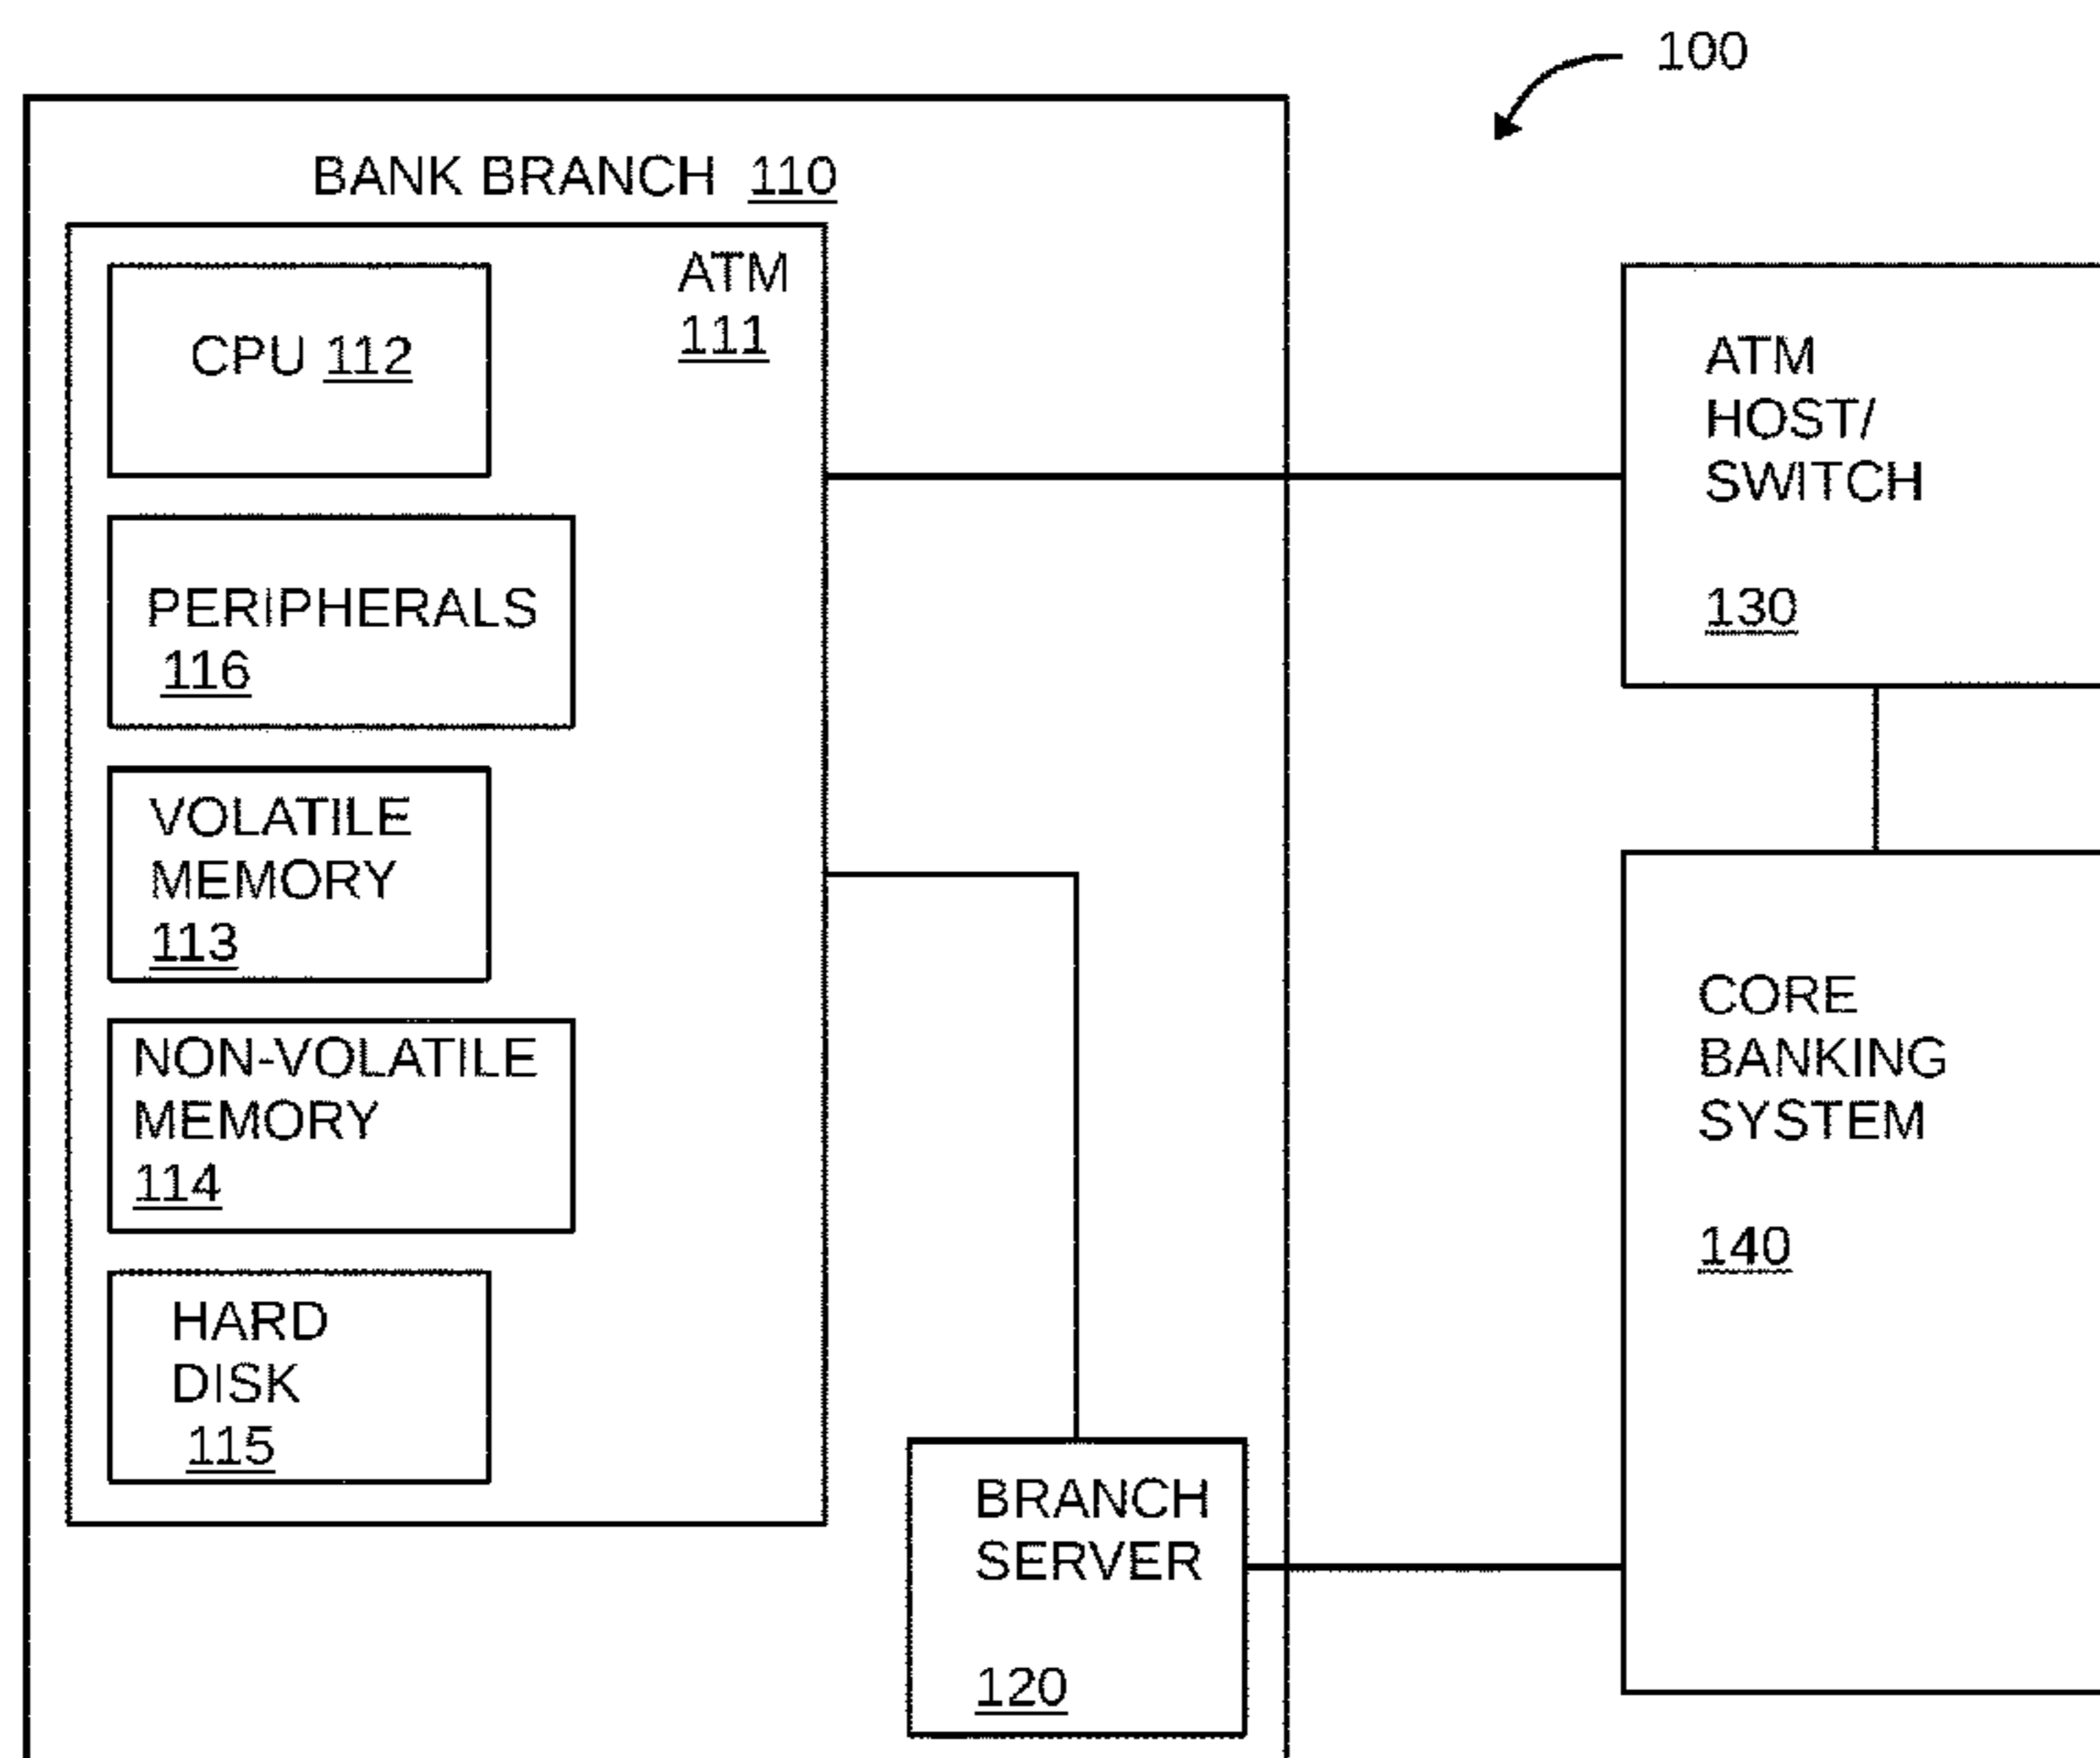 100
BANK BRANCH 110
ATM
111
CPU 112
PERIPHERALS
116
VOLATILE
MEMORY
113
NON-VOLATILE
MEMORY
114
HARD
DISK
115
BRANCH
SERVER
120
ATM
HOST/
SWITCH
130
CORE
BANKING
SYSTEM
140